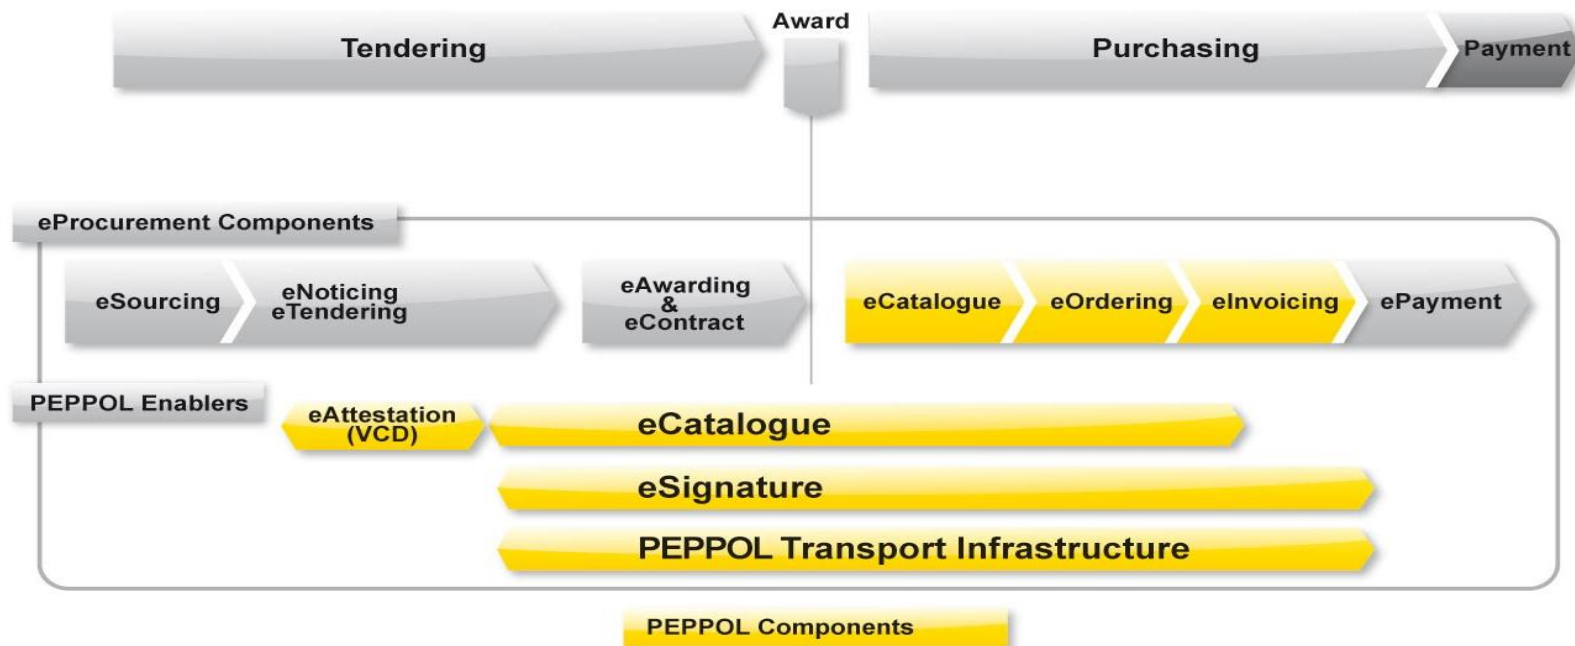 Award
Tendering
Purchasing
Payment
eProcurement Components
eSourcing
eNoticing
eTendering
eAwarding
&
eContract
eCatalogue
eOrdering
eInvoicing
ePayment
PEPPOL Enablers
eAttestation
(VCD)
eCatalogue
eSignature
PEPPOL Transport Infrastructure
PEPPOL Components